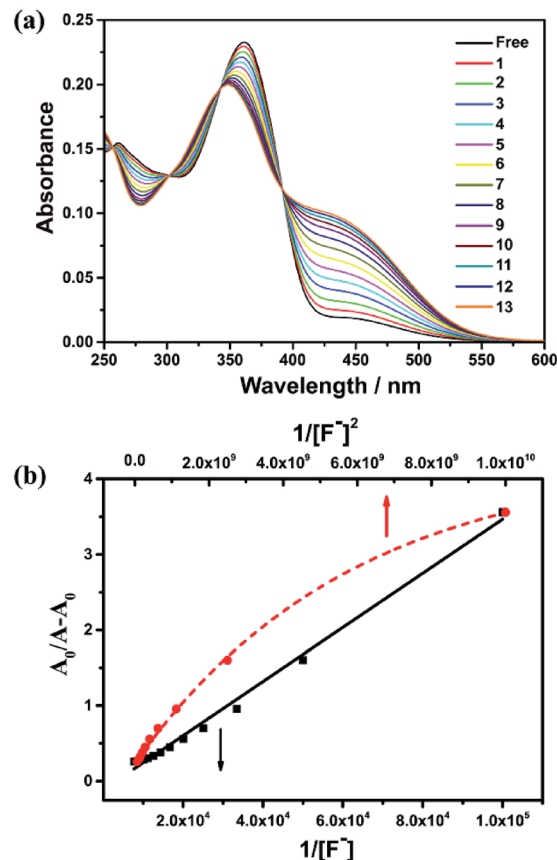 (a)
0.25
0.20
0.15
0.10
0.05
0.00
Absorbance
Free
1
2
3
4
5
6
7
8
9
10
11
12
13
250 300 350 400 450 500 550 600
Wavelength / nm
(b)
1/[F⁻]²
0.0 2.0x10⁹ 4.0x10⁹ 6.0x10⁹ 8.0x10⁹ 1.0x10¹⁰
4
3
2
1
0
A₀/A-A₀
2.0x10⁴ 4.0x10⁴ 6.0x10⁴ 8.0x10⁴ 1.0x10⁵
1/[F⁻]